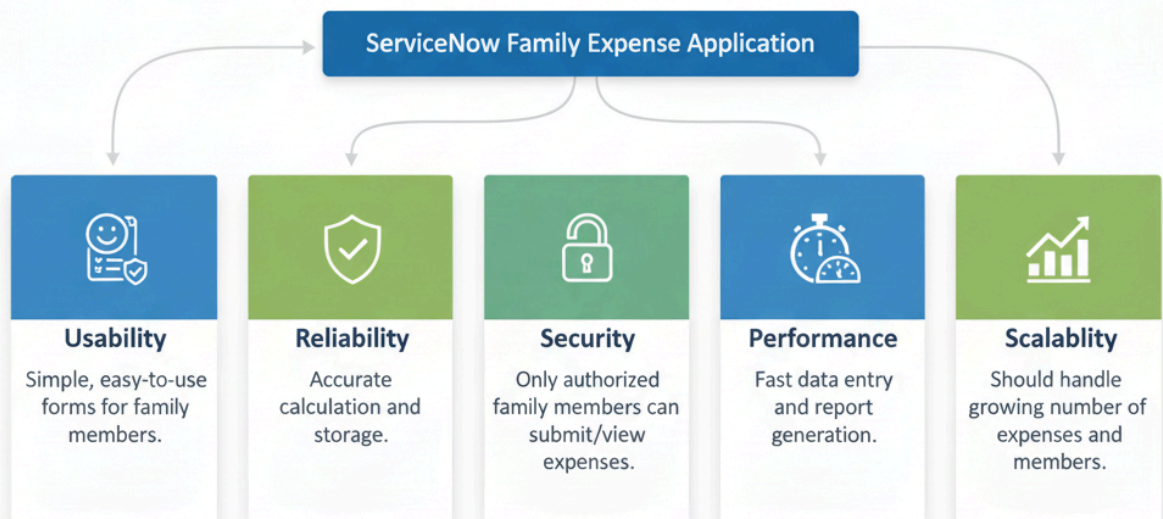 ServiceNow Family Expense Application
Usability
Simple, easy-to-use
forms for family
members.
Reliability
Accurate
calculation and
storage.
Security
Only authorized
family members can
submit/view
expenses.
Performance
Fast data entry
and report
generation.
Scalablity
Should handle
growing number of
expenses and
members.